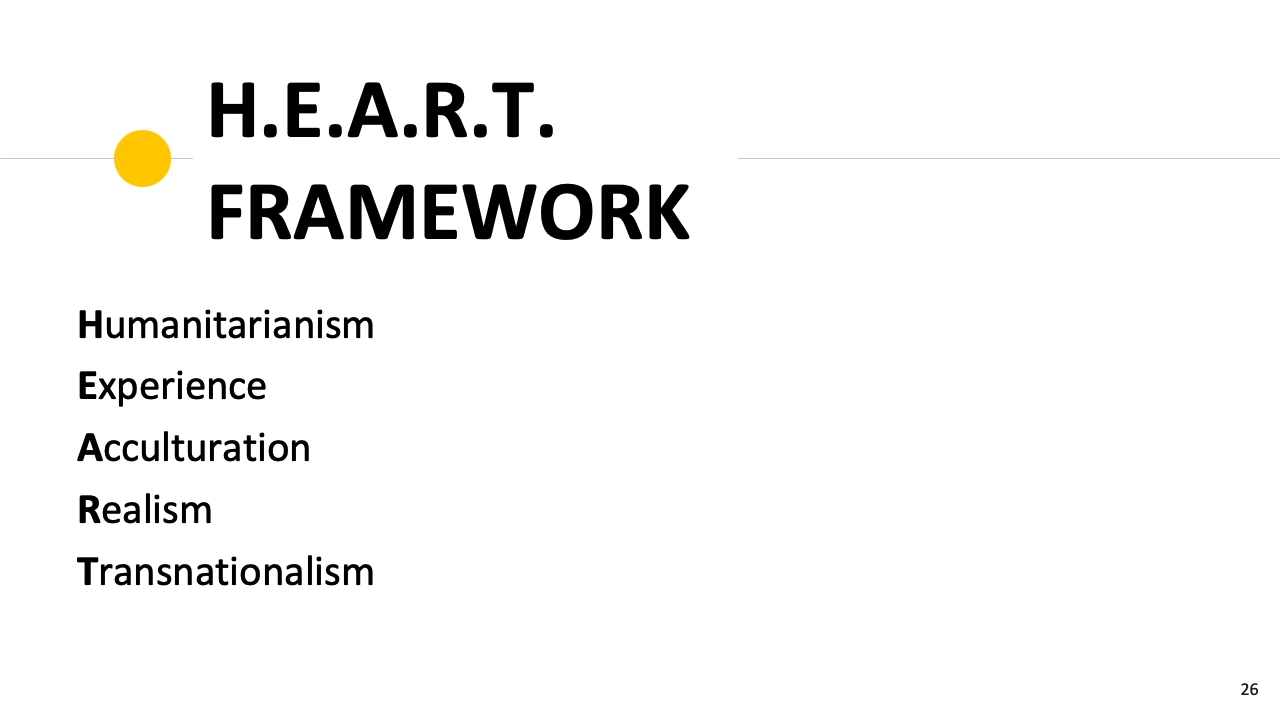 H.E.A.R.T.
FRAMEWORK
Humanitarianism
Experience
Acculturation
Realism
Transnationalism
26